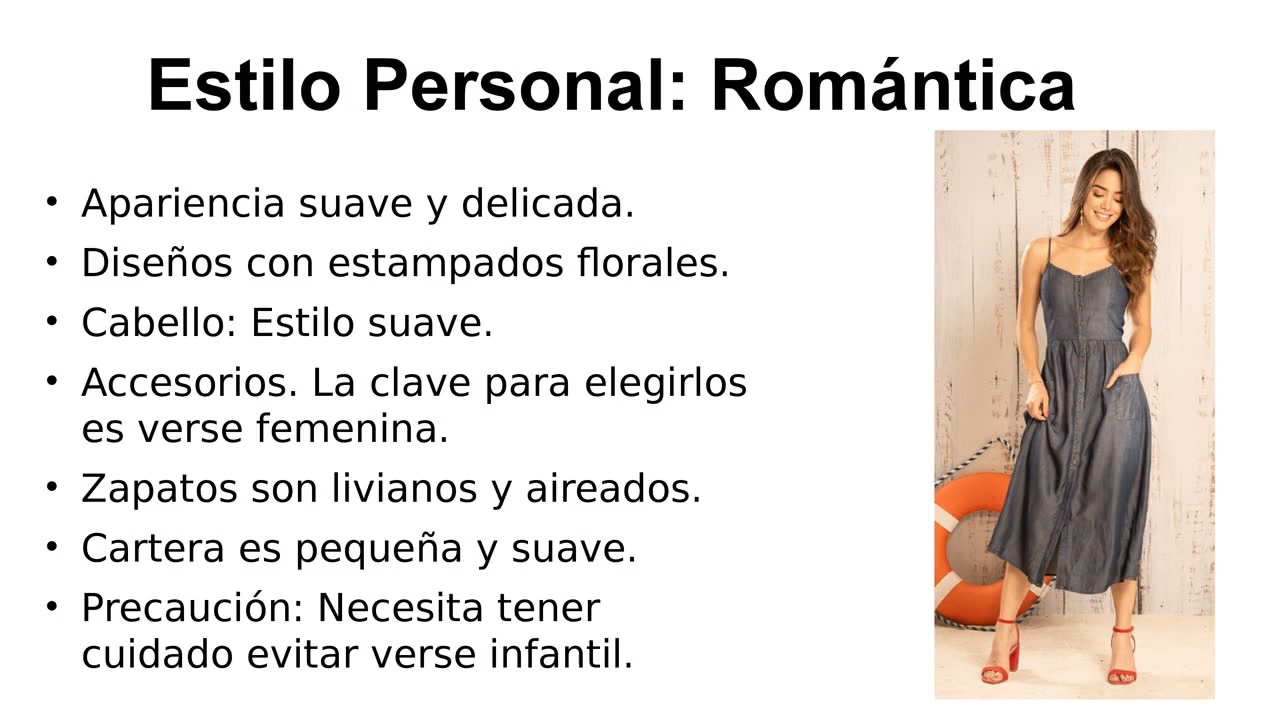 Estilo Personal: Romántica
• Apariencia suave y delicada.
• Diseños con estampados florales.
• Cabello: Estilo suave.
• Accesorios. La clave para elegirlos
es verse femenina.
• Zapatos son livianos y aireados.
• Cartera es pequeña y suave.
• Precaución: Necesita tener
cuidado evitar verse infantil.